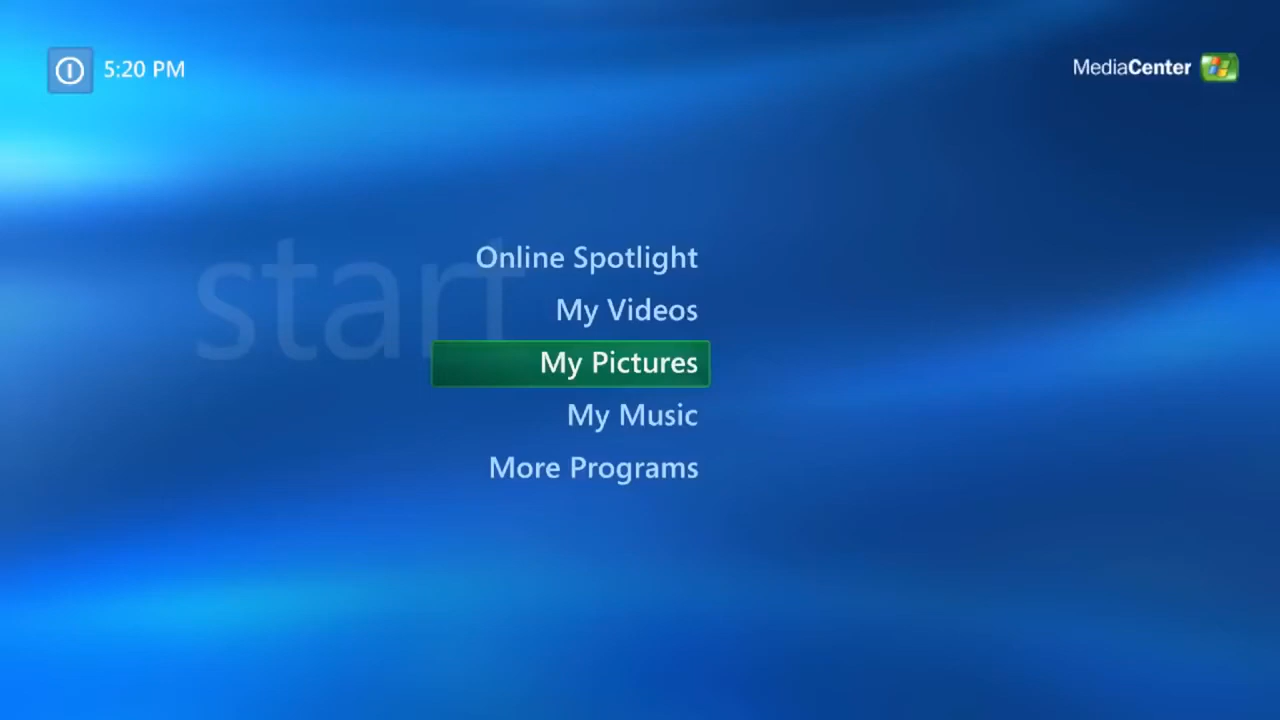 5:20 PM
MediaCenter
start
Online Spotlight
My Videos
My Pictures
My Music
More Programs